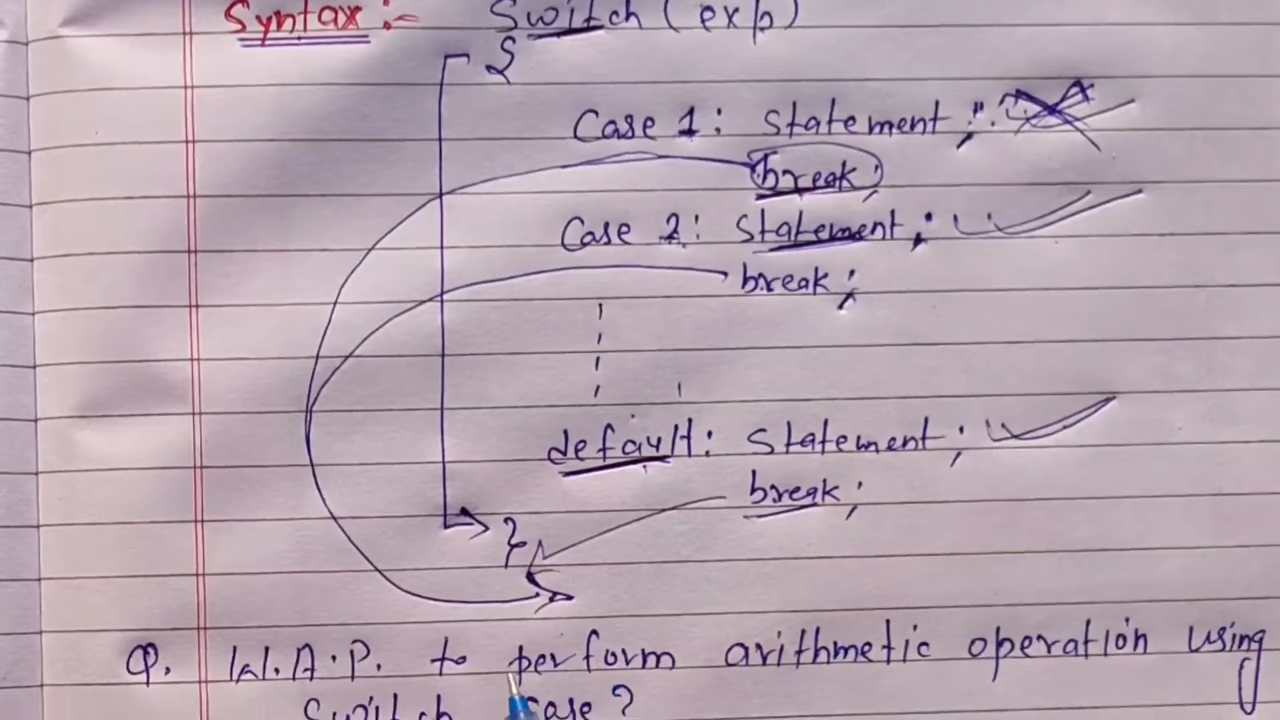 Syntax :- Switch (exp)
{
Case 1: Statement ;
break;
Case 2: Statement ;
break ;
default: Statement ;
break ;
}
Q. W.A.P. to perform arithmetic operation using
Switch case ?